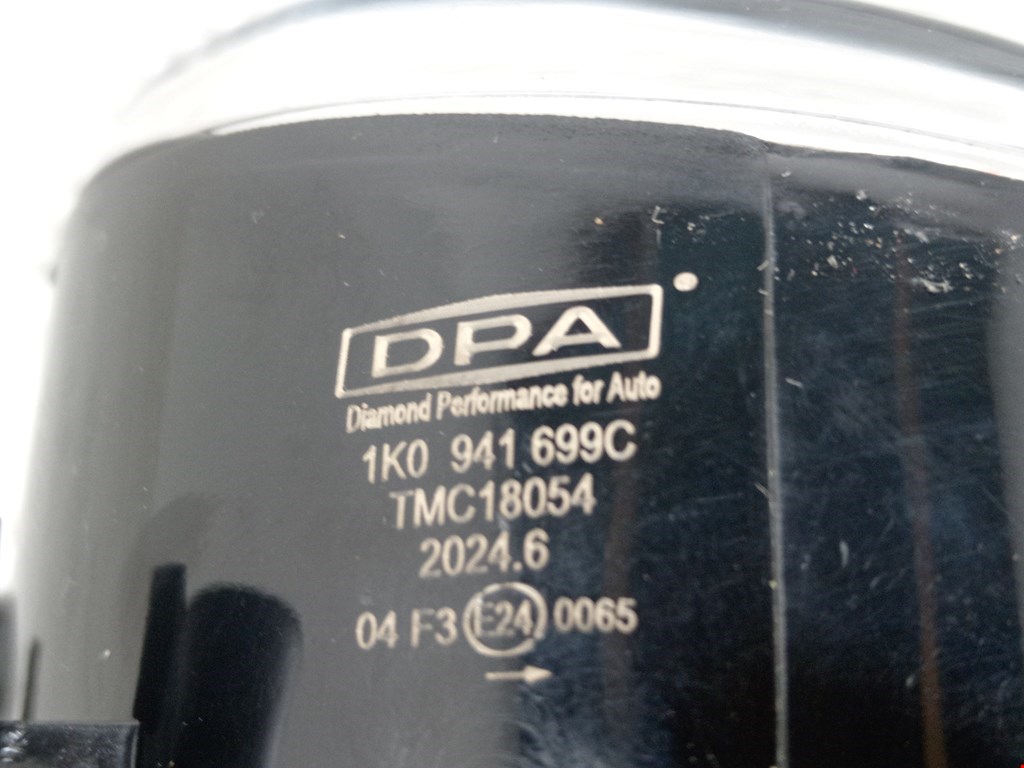 DPA
Diamond Performance for Auto
1K0 941 699C
TMC18054
2024.6
04 F3 E24 0065